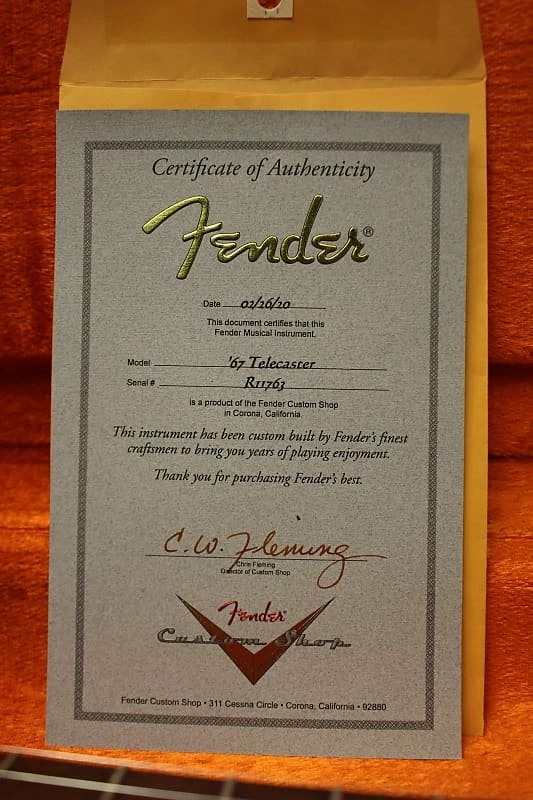 Certificate of Authenticity
Fender®
Date 02/26/20
This document certifies that this
Fender Musical Instrument.
Model '67 Telecaster
Serial # R11763
is a product of the Fender Custom Shop
in Corona, California.
This instrument has been custom built by Fender's finest
craftsmen to bring you years of playing enjoyment.
Thank you for purchasing Fender's best.
C.W. Fleming
Chris Fleming
Director of Custom Shop
Fender®
Custom Shop
Fender Custom Shop • 311 Cessna Circle • Corona, California • 92880